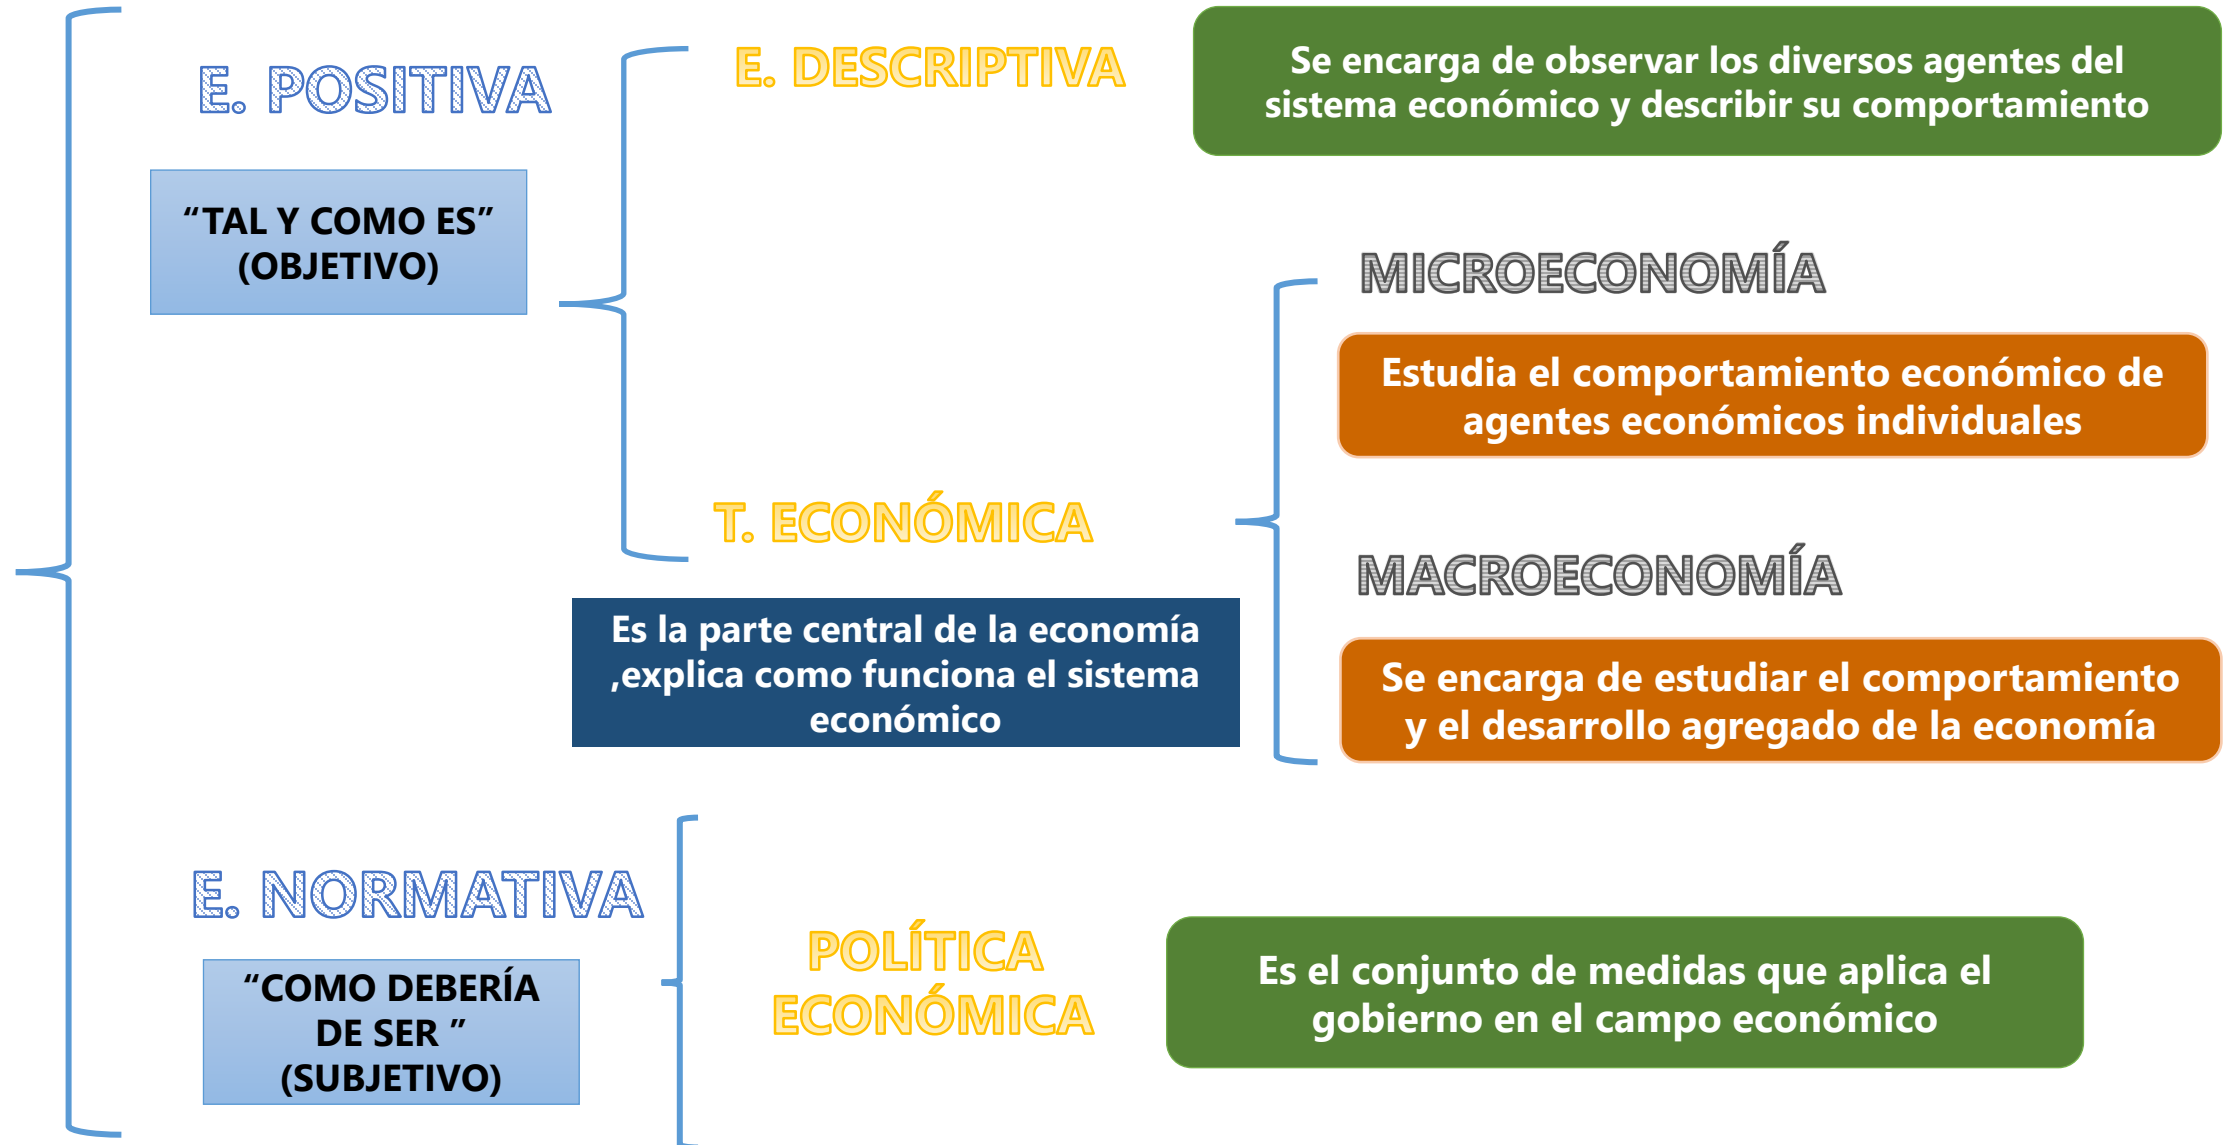 E. POSITIVA
“TAL Y COMO ES”
(OBJETIVO)
E. DESCRIPTIVA
Se encarga de observar los diversos agentes del
sistema económico y describir su comportamiento
T. ECONÓMICA
Es la parte central de la economía
,explica como funciona el sistema
económico
MICROECONOMÍA
Estudia el comportamiento económico de
agentes económicos individuales
MACROECONOMÍA
Se encarga de estudiar el comportamiento
y el desarrollo agregado de la economía
E. NORMATIVA
“COMO DEBERÍA
DE SER ”
(SUBJETIVO)
POLÍTICA
ECONÓMICA
Es el conjunto de medidas que aplica el
gobierno en el campo económico